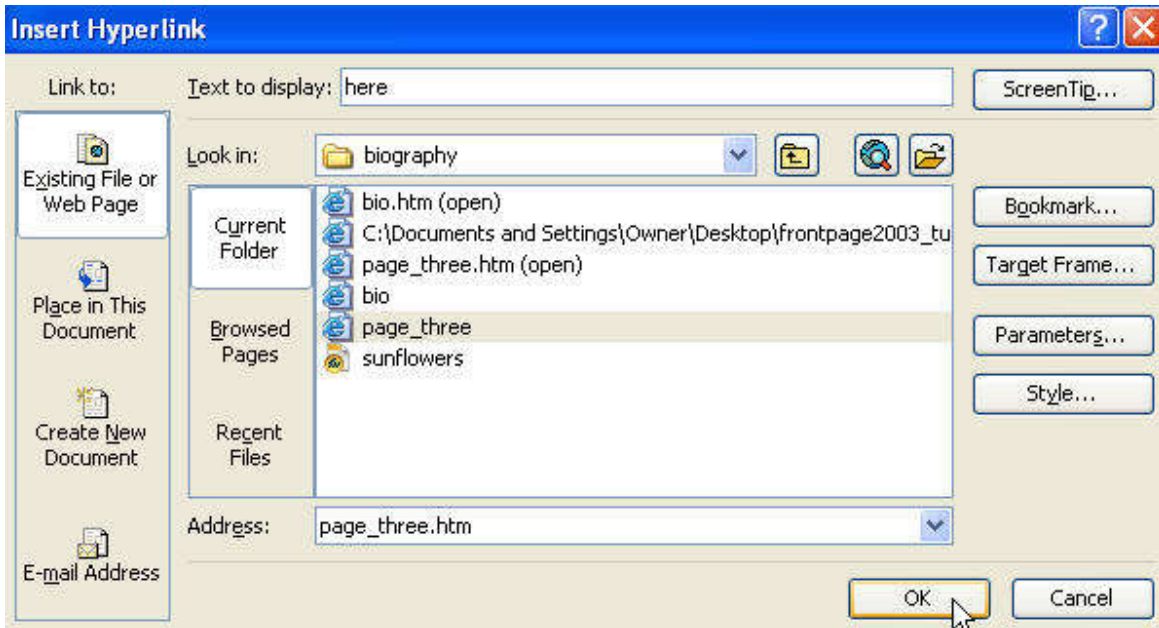 Insert Hyperlink
Link to:
Text to display: here
ScreenTip...
Existing File or
Web Page
Look in: biography
Current
Folder
bio.htm (open)
C:\Documents and Settings\Owner\Desktop\frontpage2003_tu
page_three.htm (open)
bio
page_three
sunflowers
Bookmark...
Target Frame...
Parameters...
Style...
Place in This
Document
Browsed
Pages
Create New
Document
Recent
Files
E-mail Address
Address: page_three.htm
OK
Cancel